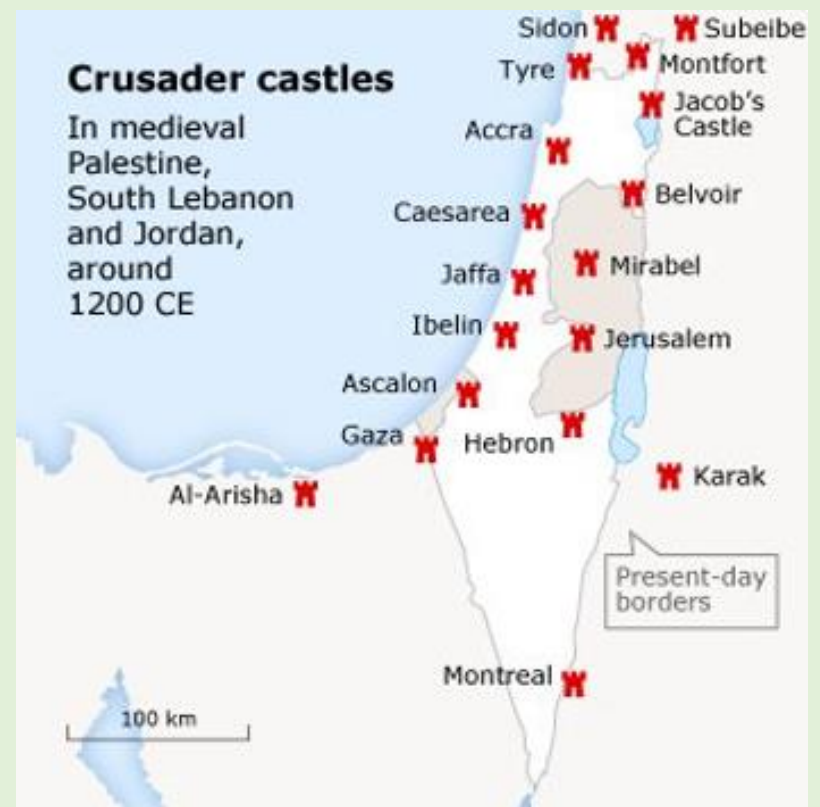 Crusader castles
In medieval
Palestine,
South Lebanon
and Jordan,
around
1200 CE
Sidon
Subeibe
Tyre
Montfort
Jacob's
Castle
Accra
Belvoir
Caesarea
Mirabel
Jaffa
Ibelin
Jerusalem
Ascalon
Gaza
Hebron
Karak
Al-Arisha
Present-day
borders
Montreal
100 km